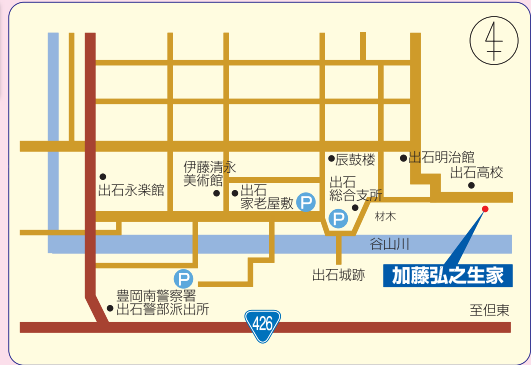 辰鼓楼
出石明治館
出石高校
伊藤清永
美術館
出石永楽館
出石
家老屋敷
P
出石
総合支所
P
材木
谷山川
出石城跡
加藤弘之生家
P
豊岡南警察署
出石警部派出所
426
至但東